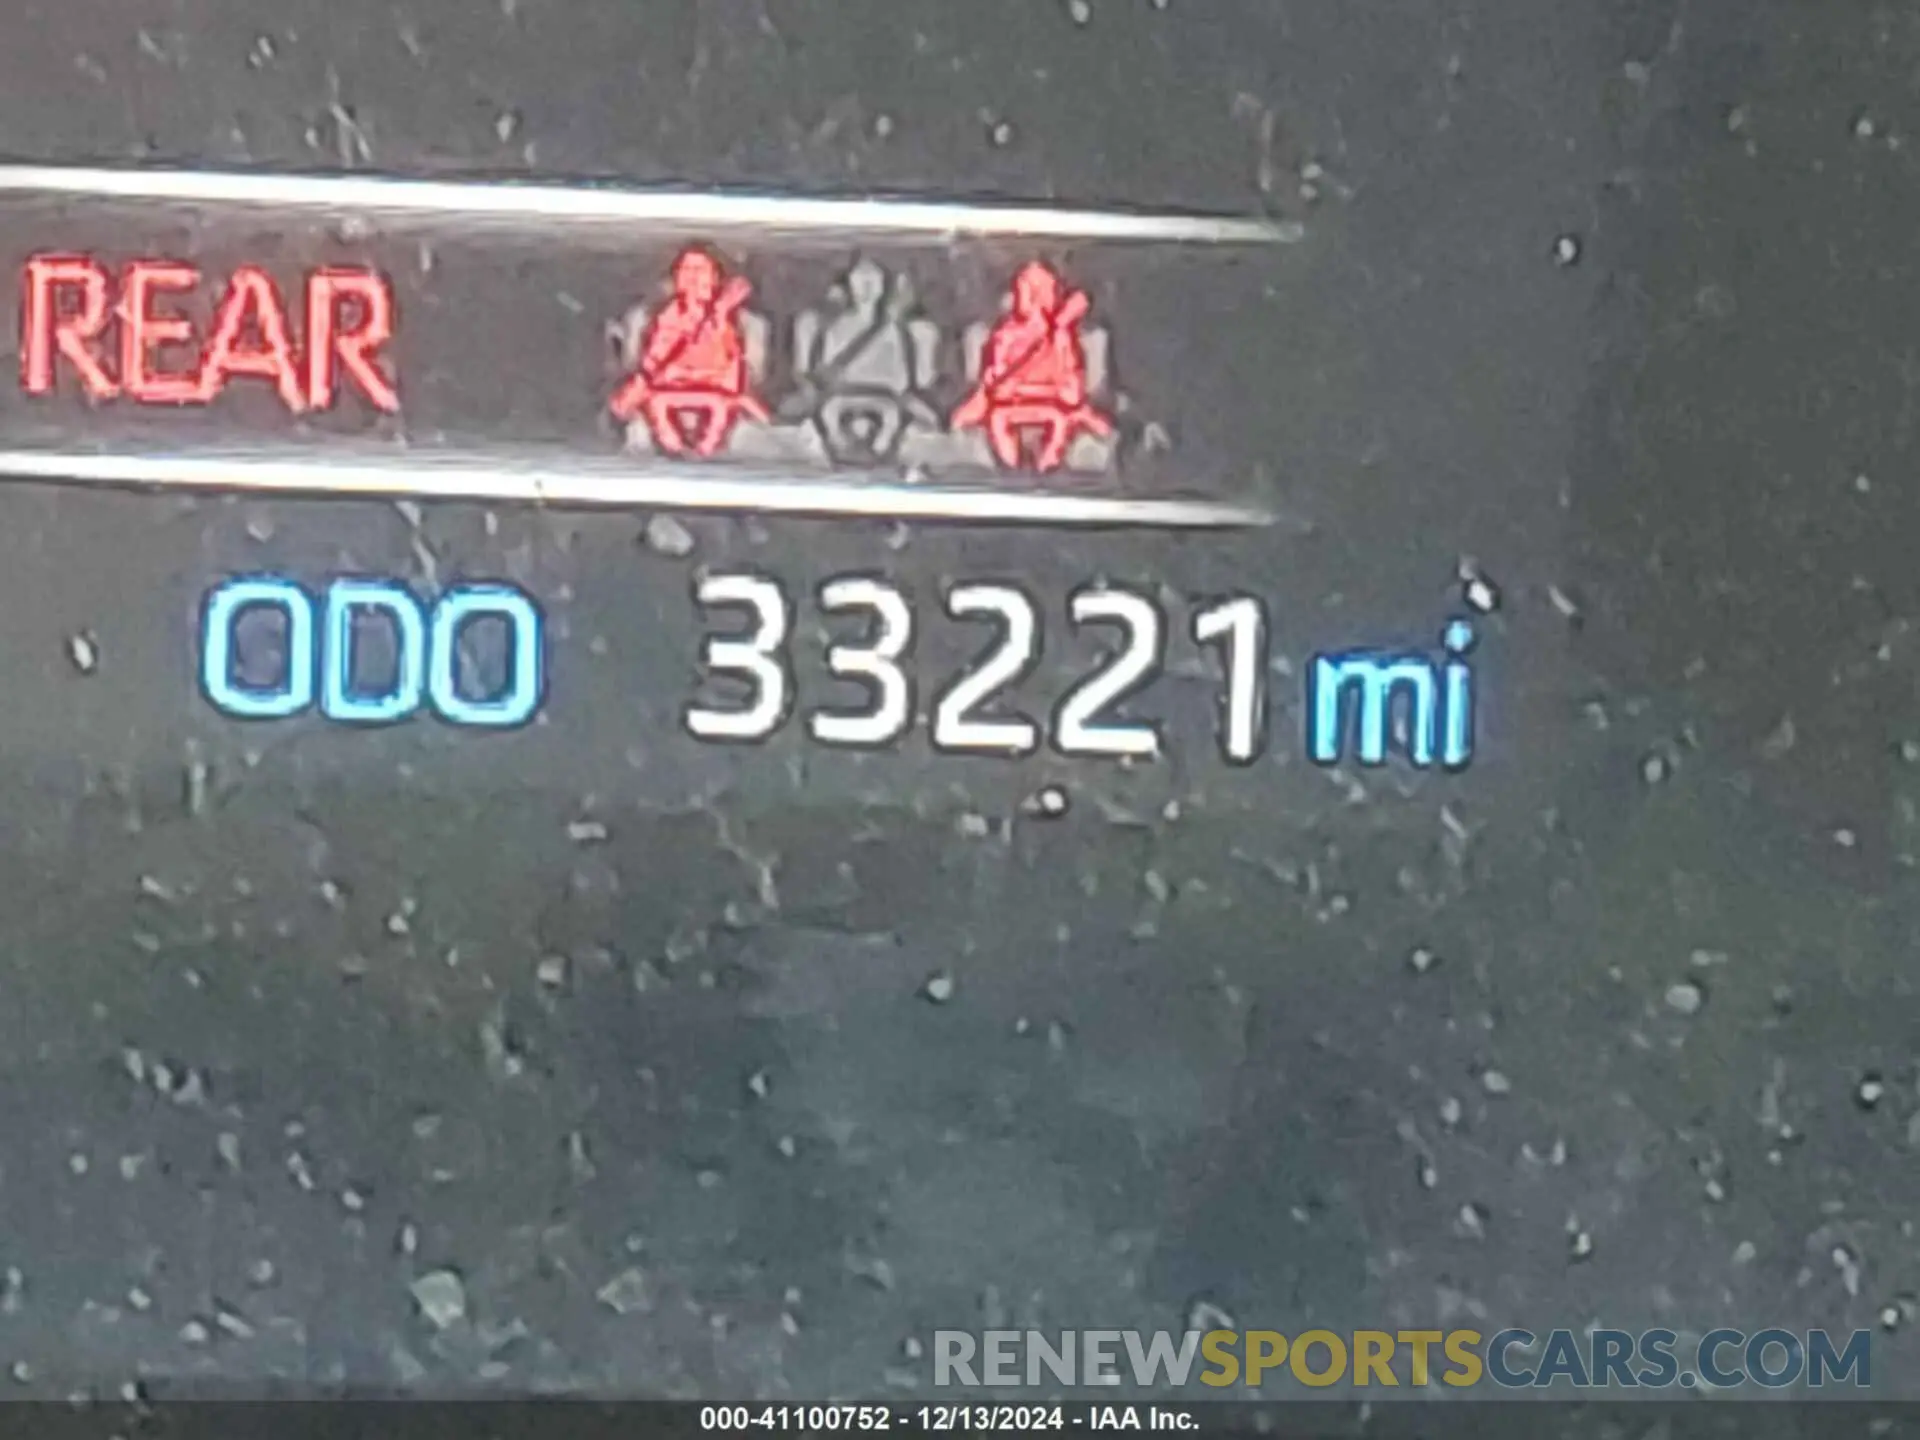 REAR
ODO 33221 mi
RENEWSPORTSCARS.COM
000-41100752 - 12/13/2024 - IAA Inc.